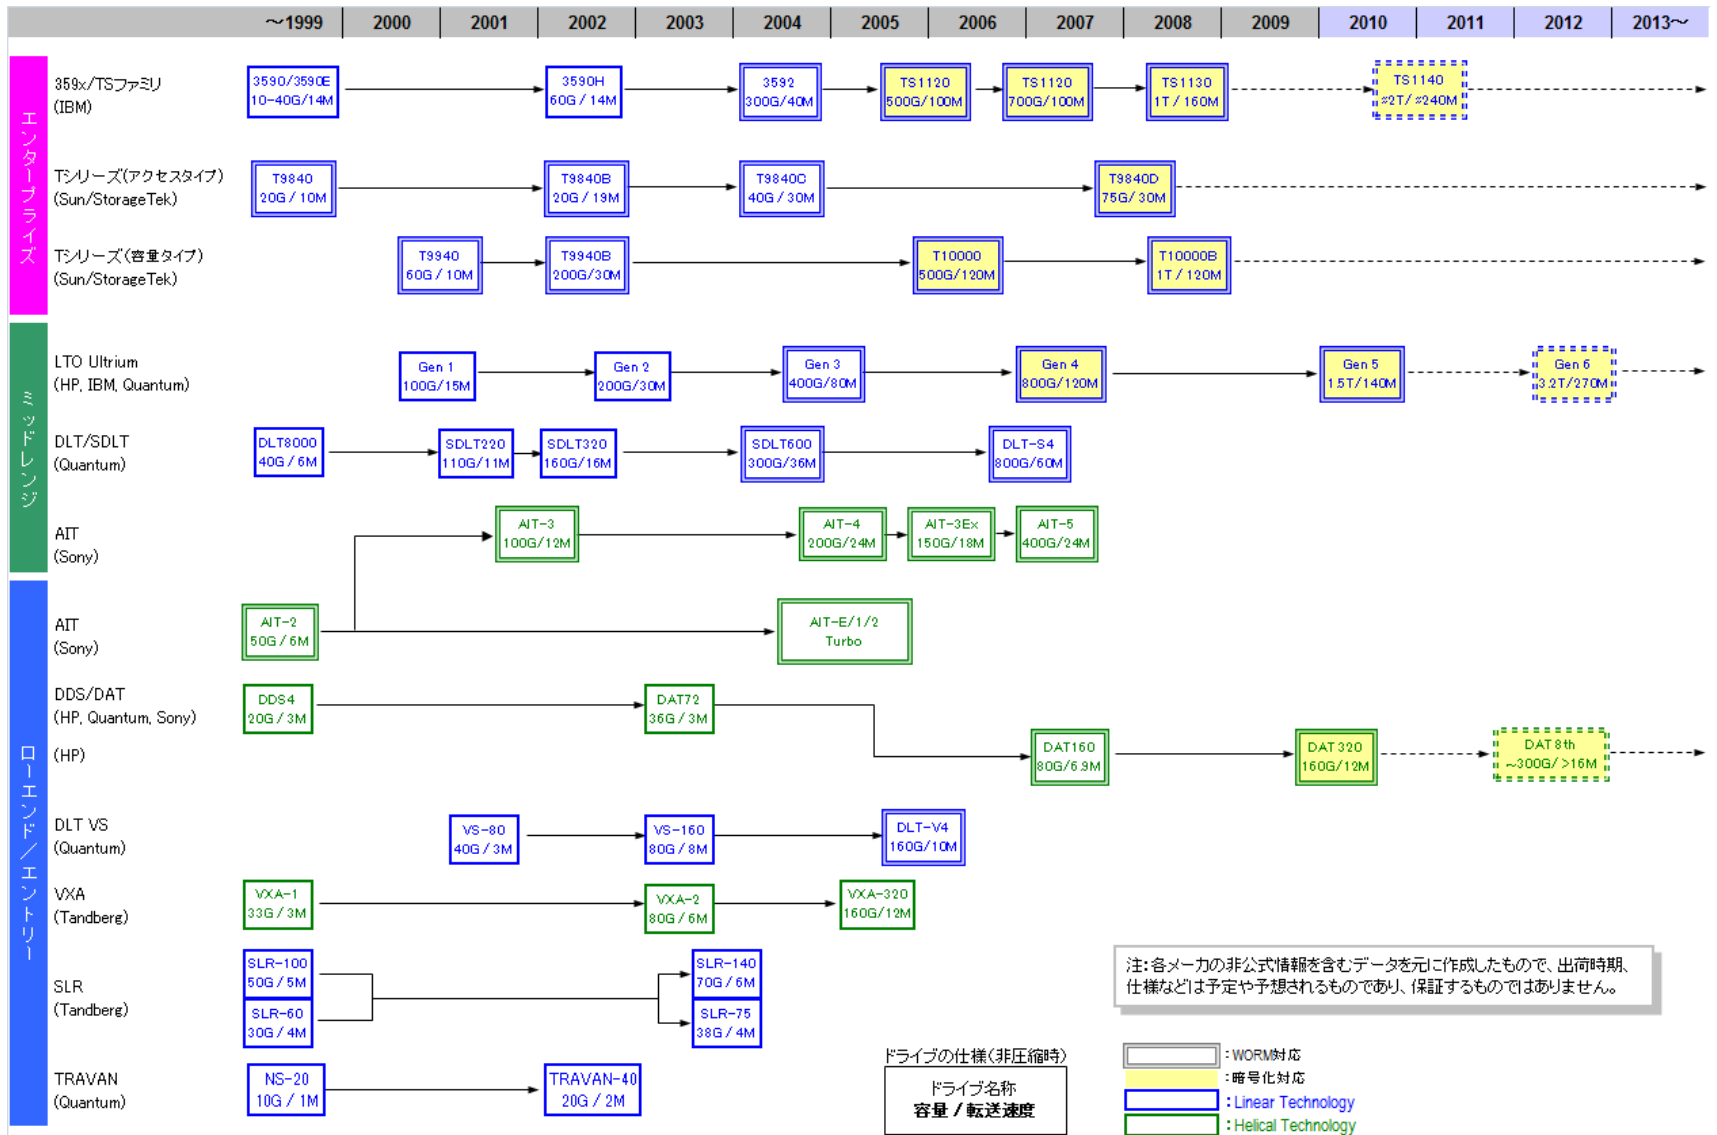 ～1999 2000 2001 2002 2003 2004 2005 2006 2007 2008 2009 2010 2011 2012 2013～
エンタープライズ
359x/TSファミリ
(IBM)
3590/3590E
10-40G/14M
3590H
60G / 14M
3592
300G/40M
TS1120
500G/100M
TS1120
700G/100M
TS1130
1T / 160M
TS1140
≈2T/ ≈240M
Tシリーズ(アクセスタイプ)
(Sun/StorageTek)
T9840
20G / 10M
T9840B
20G / 19M
T9840C
40G / 30M
T9840D
75G/ 30M
Tシリーズ(容量タイプ)
(Sun/StorageTek)
T9940
60G / 10M
T9940B
200G/30M
T10000
500G/120M
T10000B
1T / 120M
ミッドレンジ
LTO Ultrium
(HP, IBM, Quantum)
Gen 1
100G/15M
Gen 2
200G/30M
Gen 3
400G/80M
Gen 4
800G/120M
Gen 5
1.5T/140M
Gen 6
3.2T/270M
DLT/SDLT
(Quantum)
DLT8000
40G / 6M
SDLT220
110G/11M
SDLT320
160G/16M
SDLT600
300G/36M
DLT-S4
800G/60M
AIT
(Sony)
AIT-3
100G/12M
AIT-4
200G/24M
AIT-3Ex
150G/18M
AIT-5
400G/24M
ローエンド／エントリー
AIT
(Sony)
AIT-2
50G / 6M
AIT-E/1/2
Turbo
DDS/DAT
(HP, Quantum, Sony)
DDS4
20G / 3M
DAT72
36G / 3M
(HP)
DAT160
80G/6.9M
DAT320
160G/12M
DAT8th
～300G/ >16M
DLT VS
(Quantum)
VS-80
40G / 3M
VS-160
80G / 8M
DLT-V4
160G/10M
VXA
(Tandberg)
VXA-1
33G / 3M
VXA-2
80G / 6M
VXA-320
160G/12M
SLR
(Tandberg)
SLR-100
50G / 5M
SLR-60
30G / 4M
SLR-140
70G / 6M
SLR-75
38G / 4M
TRAVAN
(Quantum)
NS-20
10G / 1M
TRAVAN-40
20G / 2M
注：各メーカの非公式情報を含むデータを元に作成したもので、出荷時期、
仕様などは予定や予想されるものであり、保証するものではありません。
ドライブの仕様(非圧縮時)
ドライブ名称
容量 / 転送速度
：WORM対応
：暗号化対応
：Linear Technology
：Helical Technology